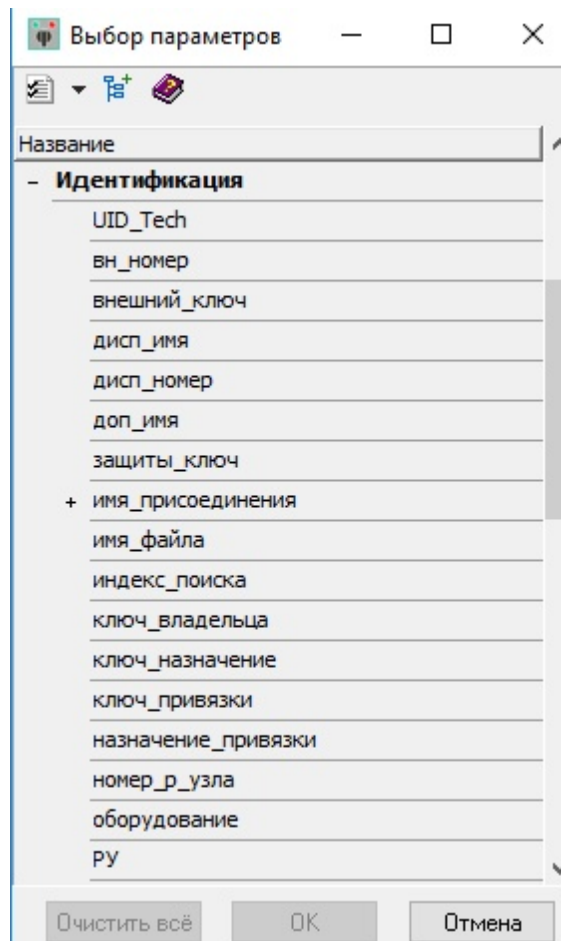 Выбор параметров
Название
Идентификация
UID_Tech
вн_номер
внешний_ключ
дисп_имя
дисп_номер
доп_имя
защиты_ключ
имя_присоединения
имя_файла
индекс_поиска
ключ_владельца
ключ_назначение
ключ_привязки
назначение_привязки
номер_р_узла
оборудование
РУ
Очистить всё ОК Отмена